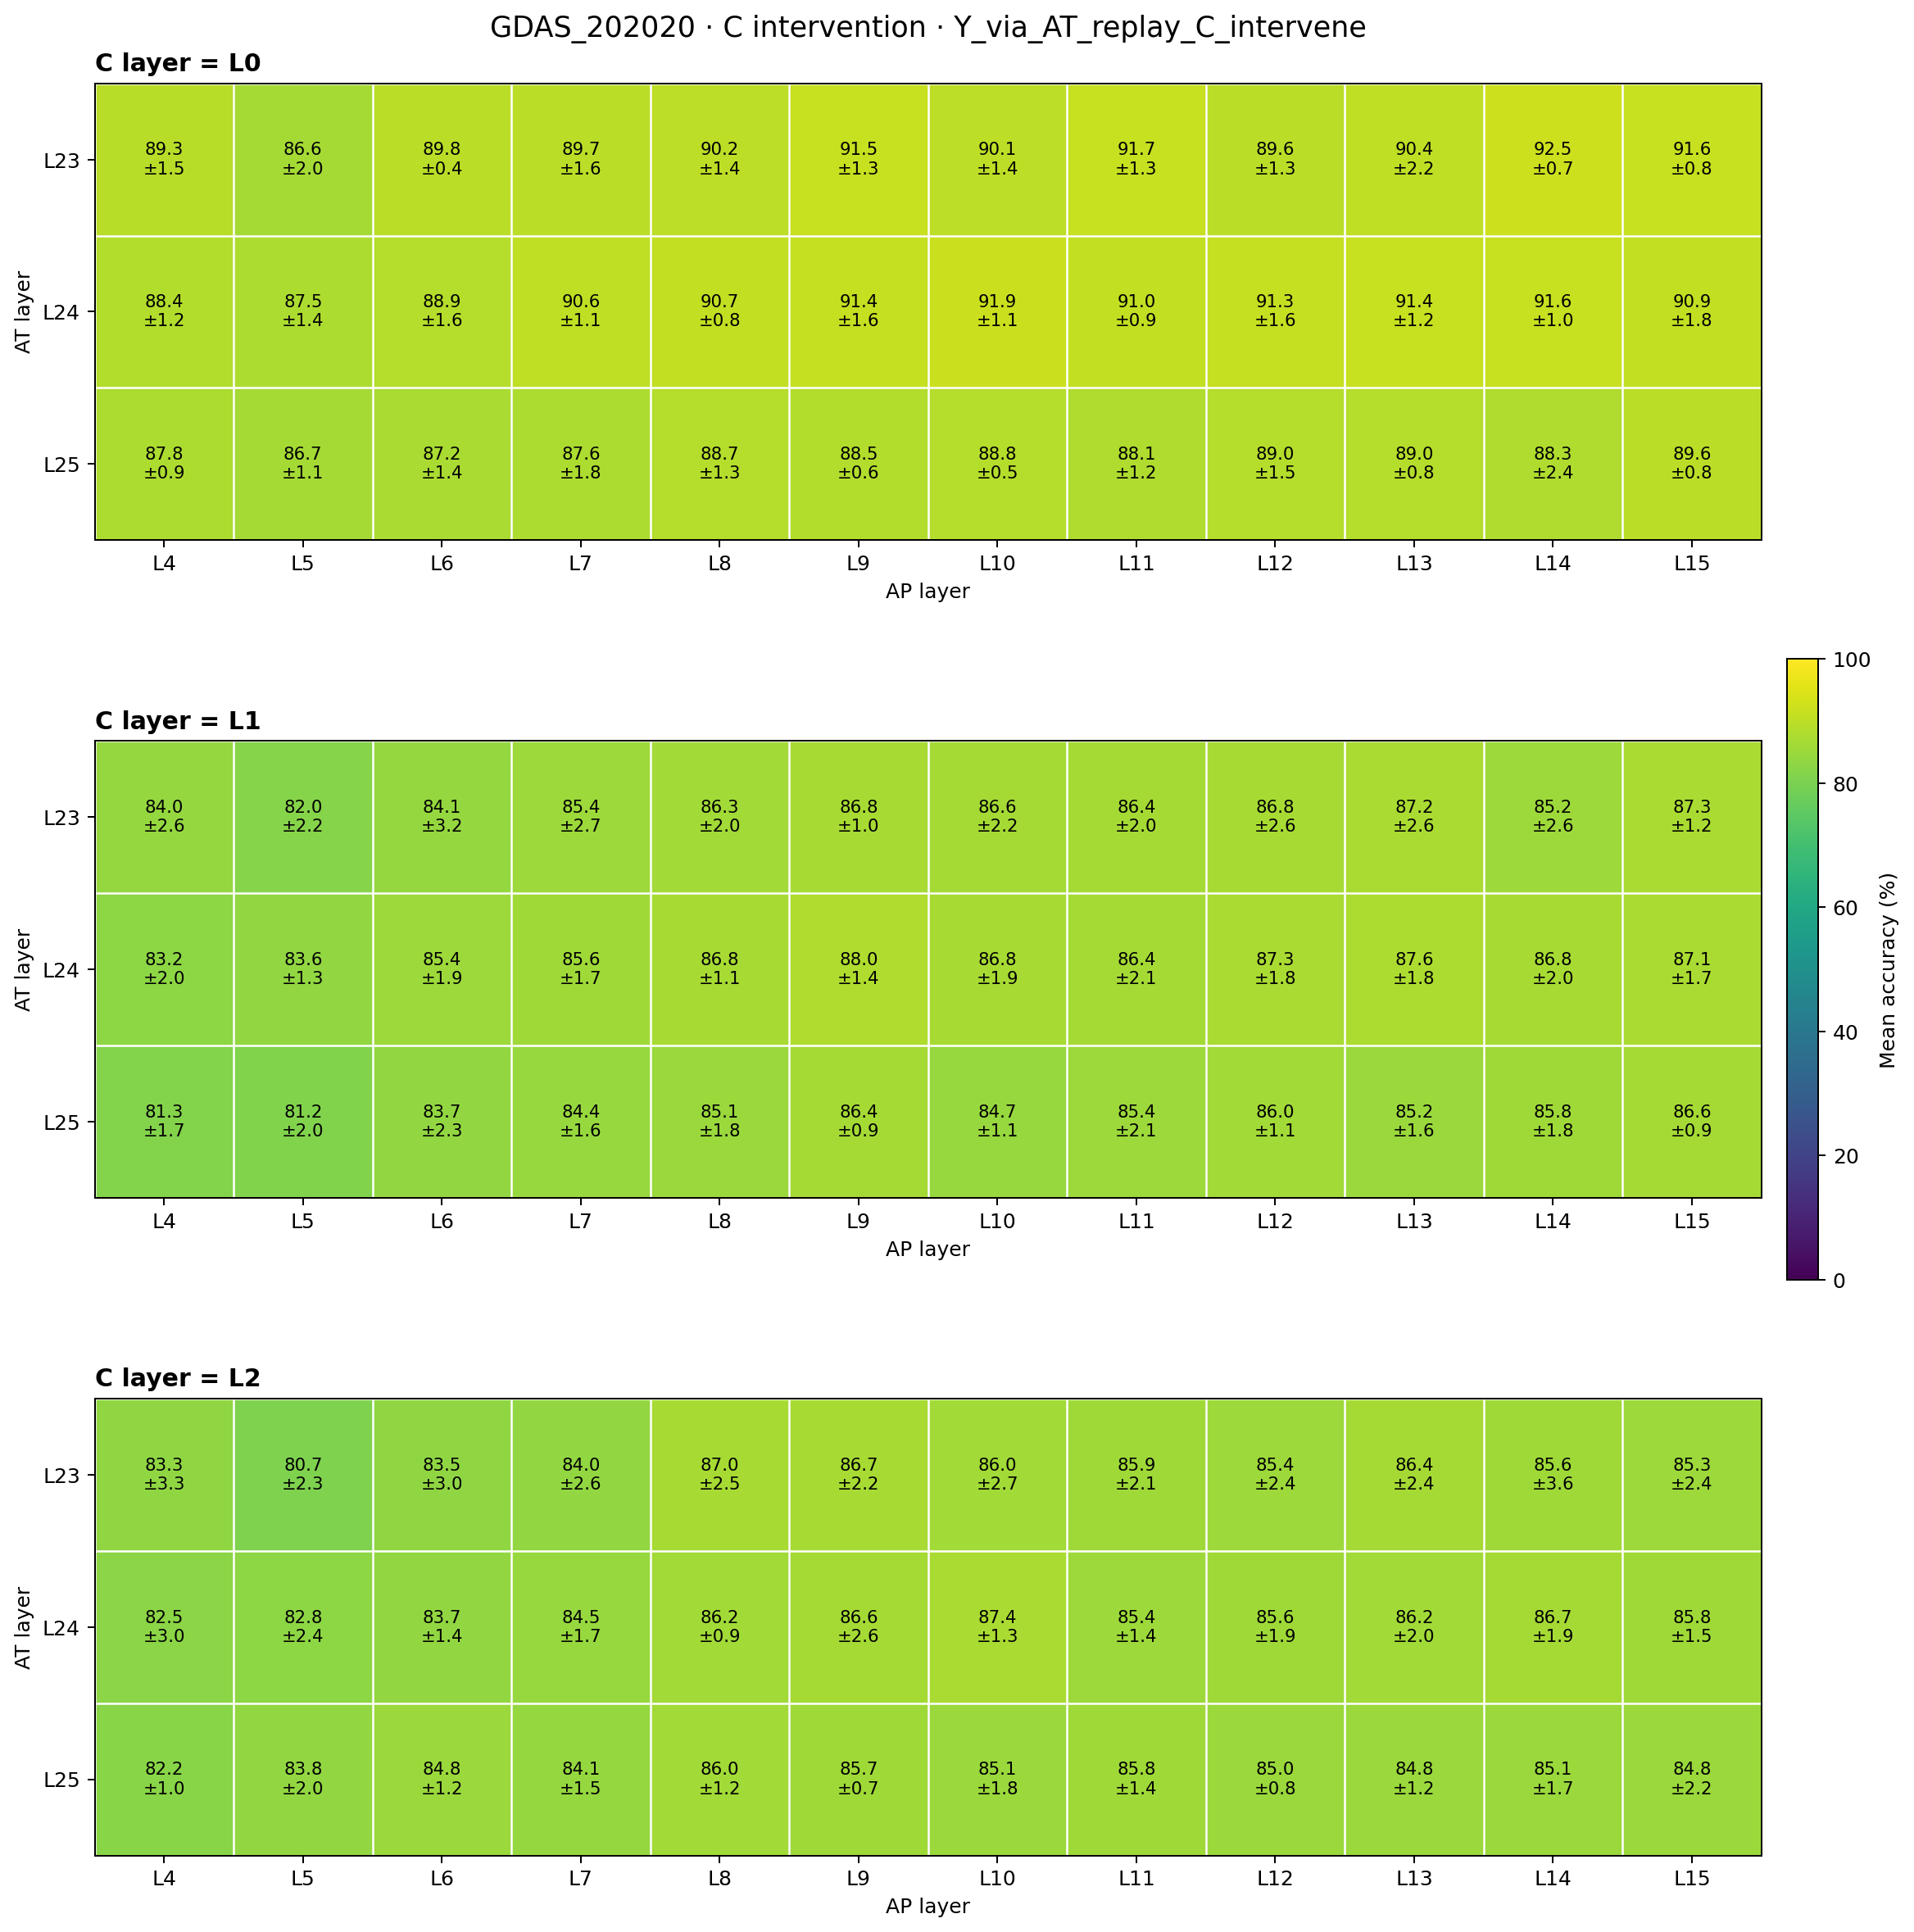 GDAS_202020 · C intervention · Y_via_AT_replay_C_intervene
C layer = L0
AT layer
L23
89.3 86.6 89.8 89.7 90.2 91.5 90.1 91.7 89.6 90.4 92.5 91.6
±1.5 ±2.0 ±0.4 ±1.6 ±1.4 ±1.3 ±1.4 ±1.3 ±1.3 ±2.2 ±0.7 ±0.8
L24
88.4 87.5 88.9 90.6 90.7 91.4 91.9 91.0 91.3 91.4 91.6 90.9
±1.2 ±1.4 ±1.6 ±1.1 ±0.8 ±1.6 ±1.1 ±0.9 ±1.6 ±1.2 ±1.0 ±1.8
L25
87.8 86.7 87.2 87.6 88.7 88.5 88.8 88.1 89.0 89.0 88.3 89.6
±0.9 ±1.1 ±1.4 ±1.8 ±1.3 ±0.6 ±0.5 ±1.2 ±1.5 ±0.8 ±2.4 ±0.8
L4 L5 L6 L7 L8 L9 L10 L11 L12 L13 L14 L15
AP layer
C layer = L1
AT layer
L23
84.0 82.0 84.1 85.4 86.3 86.8 86.6 86.4 86.8 87.2 85.2 87.3
±2.6 ±2.2 ±3.2 ±2.7 ±2.0 ±1.0 ±2.2 ±2.0 ±2.6 ±2.6 ±2.6 ±1.2
L24
83.2 83.6 85.4 85.6 86.8 88.0 86.8 86.4 87.3 87.6 86.8 87.1
±2.0 ±1.3 ±1.9 ±1.7 ±1.1 ±1.4 ±1.9 ±2.1 ±1.8 ±1.8 ±2.0 ±1.7
L25
81.3 81.2 83.7 84.4 85.1 86.4 84.7 85.4 86.0 85.2 85.8 86.6
±1.7 ±2.0 ±2.3 ±1.6 ±1.8 ±0.9 ±1.1 ±2.1 ±1.1 ±1.6 ±1.8 ±0.9
L4 L5 L6 L7 L8 L9 L10 L11 L12 L13 L14 L15
AP layer
100
80
60
40
20
0
Mean accuracy (%)
C layer = L2
AT layer
L23
83.3 80.7 83.5 84.0 87.0 86.7 86.0 85.9 85.4 86.4 85.6 85.3
±3.3 ±2.3 ±3.0 ±2.6 ±2.5 ±2.2 ±2.7 ±2.1 ±2.4 ±2.4 ±3.6 ±2.4
L24
82.5 82.8 83.7 84.5 86.2 86.6 87.4 85.4 85.6 86.2 86.7 85.8
±3.0 ±2.4 ±1.4 ±1.7 ±0.9 ±2.6 ±1.3 ±1.4 ±1.9 ±2.0 ±1.9 ±1.5
L25
82.2 83.8 84.8 84.1 86.0 85.7 85.1 85.8 85.0 84.8 85.1 84.8
±1.0 ±2.0 ±1.2 ±1.5 ±1.2 ±0.7 ±1.8 ±1.4 ±0.8 ±1.2 ±1.7 ±2.2
L4 L5 L6 L7 L8 L9 L10 L11 L12 L13 L14 L15
AP layer